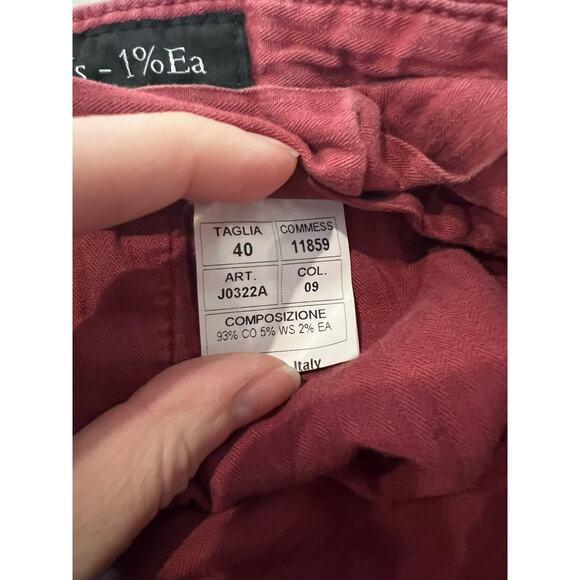 - 1% Ea
TAGLIA COMMESS
40 11859
ART. COL.
J0322A 09
COMPOSIZIONE
93% CO 5% WS 2% EA
Italy